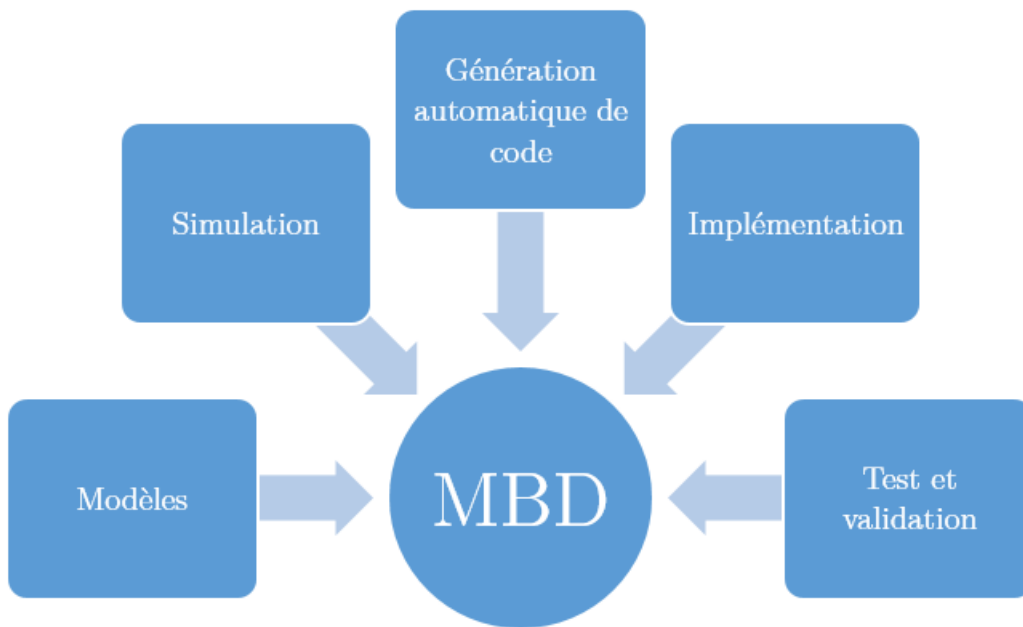 Génération
automatique de
code
Simulation
Implémentation
Modèles
MBD
Test et
validation